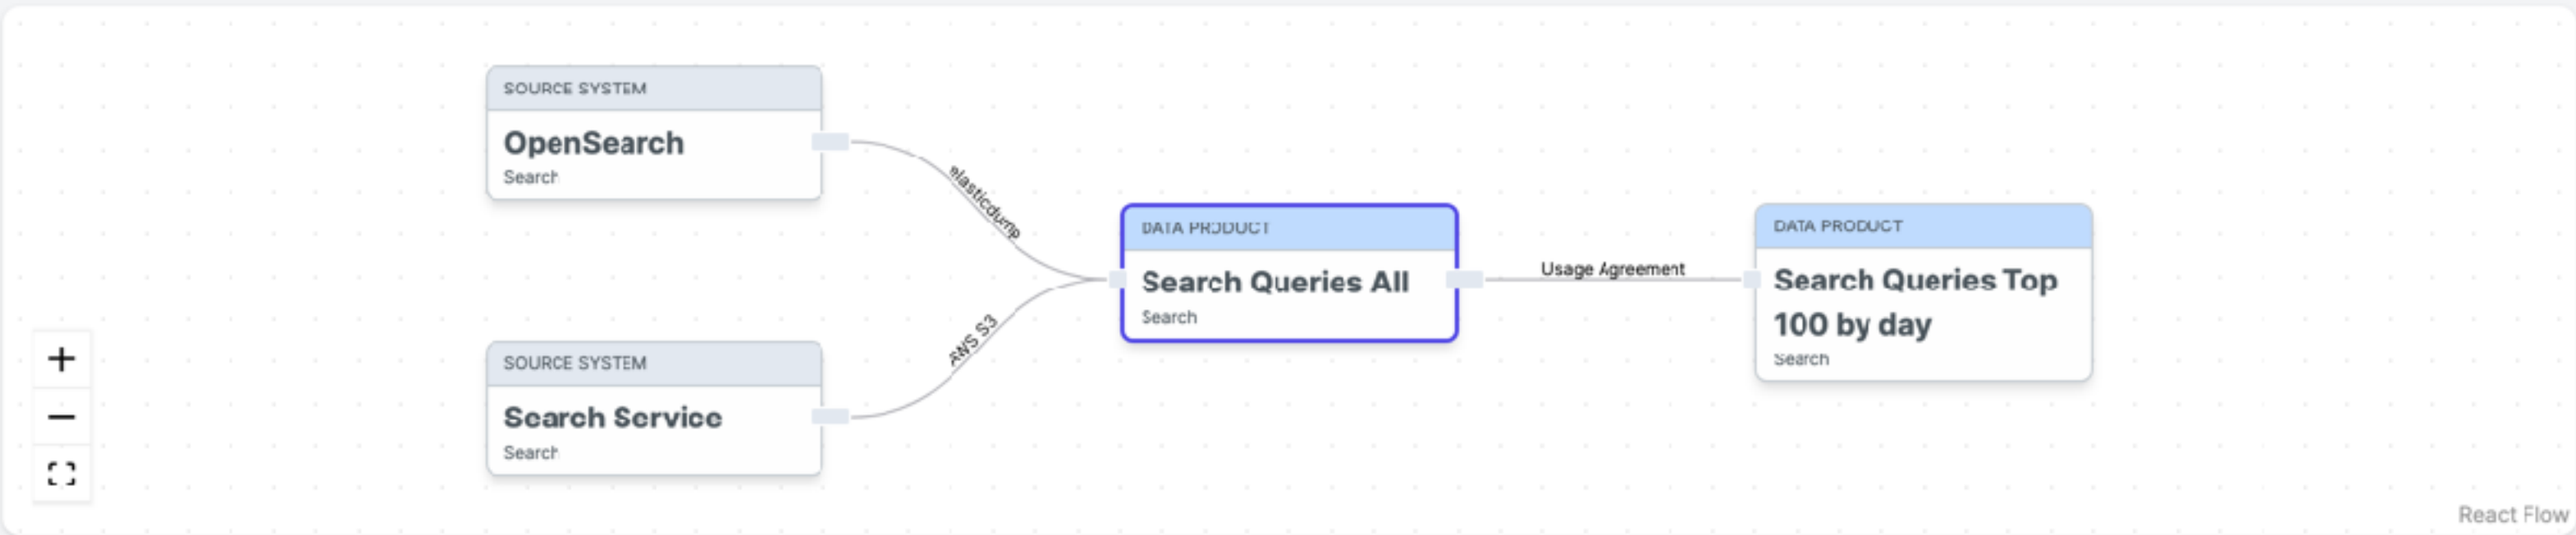 SOURCE SYSTEM
OpenSearch
Search
elasticdump
SOURCE SYSTEM
Search Service
Search
AWS S3
DATA PRODUCT
Search Queries All
Search
Usage Agreement
DATA PRODUCT
Search Queries Top
100 by day
Search
React Flow